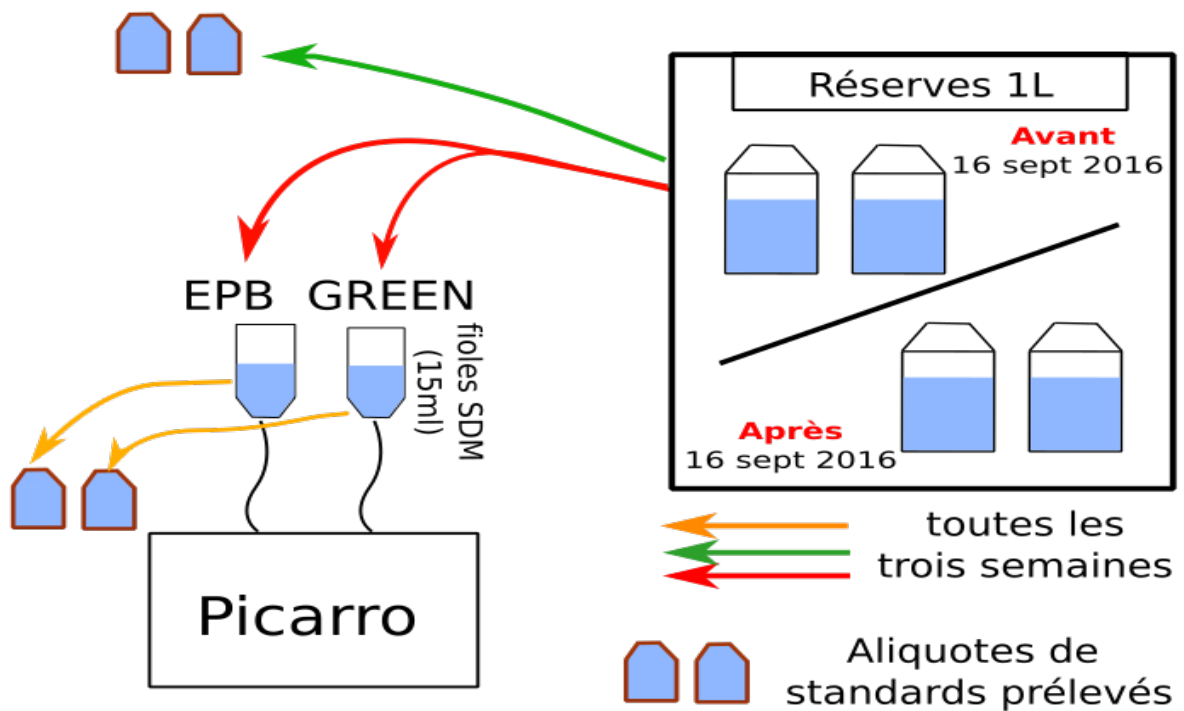 Réserves 1L
Avant
16 sept 2016
EPB GREEN
fioles SDM
(15ml)
Après
16 sept 2016
Picarro
toutes les
trois semaines
Aliquotes de
standards prélevés